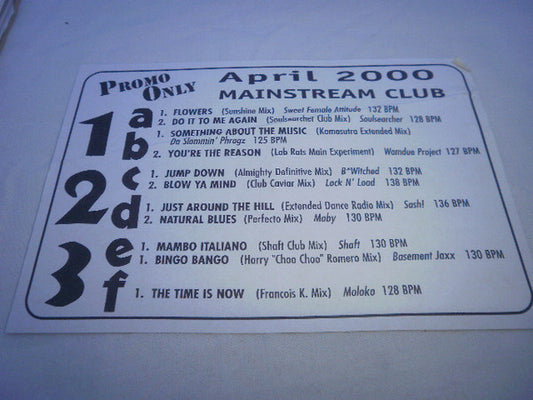 PROMO ONLY April 2000
MAINSTREAM CLUB
1 a 1. FLOWERS (Sunshine Mix) Sweet Female Attitude 132 BPM
2. DO IT TO ME AGAIN (Soulsearcher Club Mix) Soulsearcher 128 BPM
b 1. SOMETHING ABOUT THE MUSIC (Kamasutra Extended Mix)
Da Slammin' Phrogz 125 BPM
2. YOU'RE THE REASON (Lab Rats Main Experiment) Wamdue Project 127 BPM
2 c 1. JUMP DOWN (Almighty Definitive Mix) B*Witched 132 BPM
2. BLOW YA MIND (Club Caviar Mix) Lock N' Load 138 BPM
d 1. JUST AROUND THE HILL (Extended Dance Radio Mix) Sash! 136 BPM
2. NATURAL BLUES (Perfecto Mix) Moby 130 BPM
3 e 1. MAMBO ITALIANO (Shaft Club Mix) Shaft 130 BPM
1. BINGO BANGO (Harry "Choo Choo" Romero Mix) Basement Jaxx 130 BPM
f 1. THE TIME IS NOW (Francois K. Mix) Moloko 128 BPM